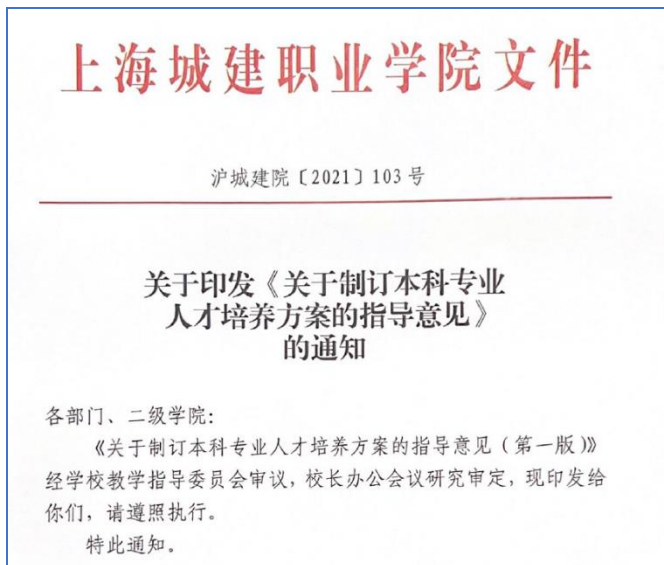 上海城建职业学院文件
沪城建院〔2021〕103 号
关于印发《关于制订本科专业
人才培养方案的指导意见》
的通知
各部门、二级学院：
《关于制订本科专业人才培养方案的指导意见（第一版）》
经学校教学指导委员会审议，校长办公会议研究审定，现印发给
你们，请遵照执行。
特此通知。